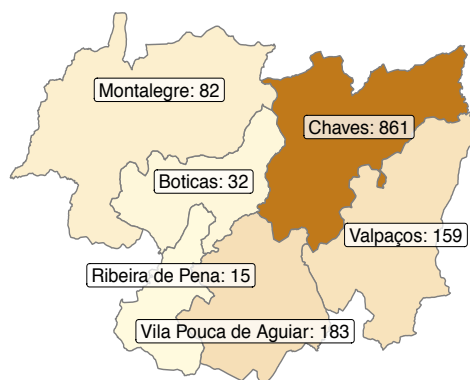 Montalegre: 82
Chaves: 861
Boticas: 32
Valpaços: 159
Ribeira de Pena: 15
Vila Pouca de Aguiar: 183